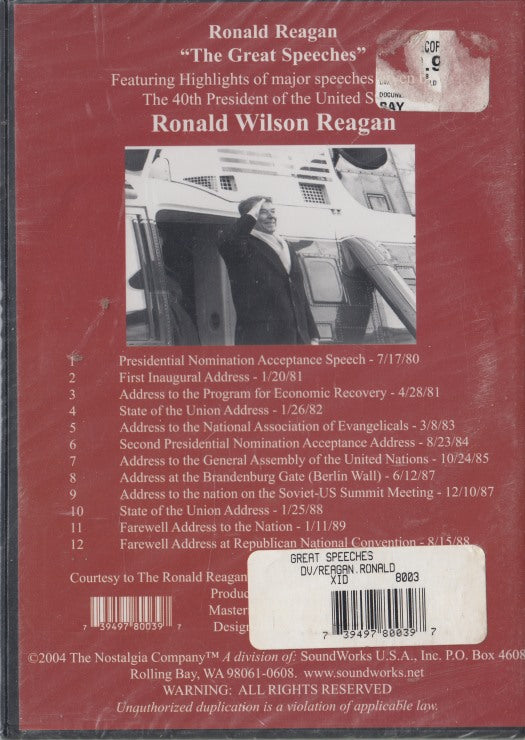 Ronald Reagan
“The Great Speeches”
Featuring Highlights of major speeches
The 40th President of the United
Ronald Wilson Reagan
1 Presidential Nomination Acceptance Speech - 7/17/80
2 First Inaugural Address - 1/20/81
3 Address to the Program for Economic Recovery - 4/28/81
4 State of the Union Address - 1/26/82
5 Address to the National Association of Evangelicals - 3/8/83
6 Second Presidential Nomination Acceptance Address - 8/23/84
7 Address to the General Assembly of the United Nations - 10/24/85
8 Address at the Brandenburg Gate (Berlin Wall) - 6/12/87
9 Address to the nation on the Soviet-US Summit Meeting - 12/10/87
10 State of the Union Address - 1/25/88
11 Farewell Address to the Nation - 1/11/89
12 Farewell Address at Republican National Convention - 8/15/88
GREAT SPEECHES
DV/REAGAN.RONALD
XID 8003
7 39497 80039 7
Courtesy to The Ronald Reagan
7 39497 80039 7
©2004 The Nostalgia Company™ A division of: SoundWorks U.S.A., Inc. P.O. Box 4608
Rolling Bay, WA 98061-0608. www.soundworks.net
WARNING: ALL RIGHTS RESERVED
Unauthorized duplication is a violation of applicable law.